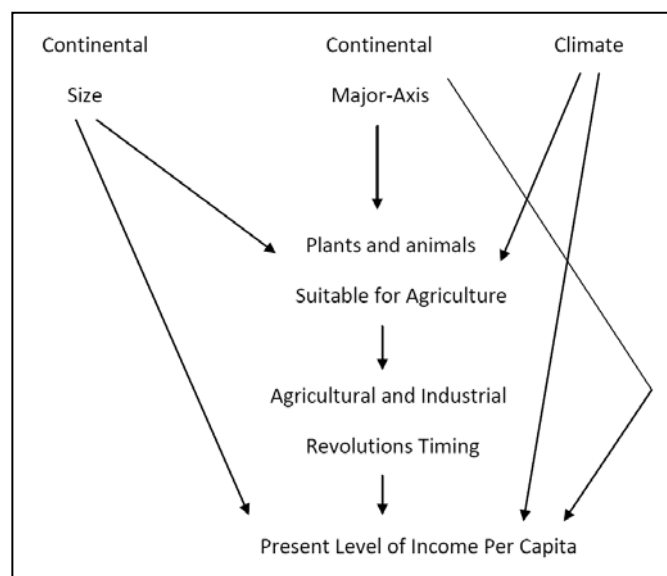 Continental
Size
Continental
Major-Axis
Climate
Plants and animals
Suitable for Agriculture
Agricultural and Industrial
Revolutions Timing
Present Level of Income Per Capita